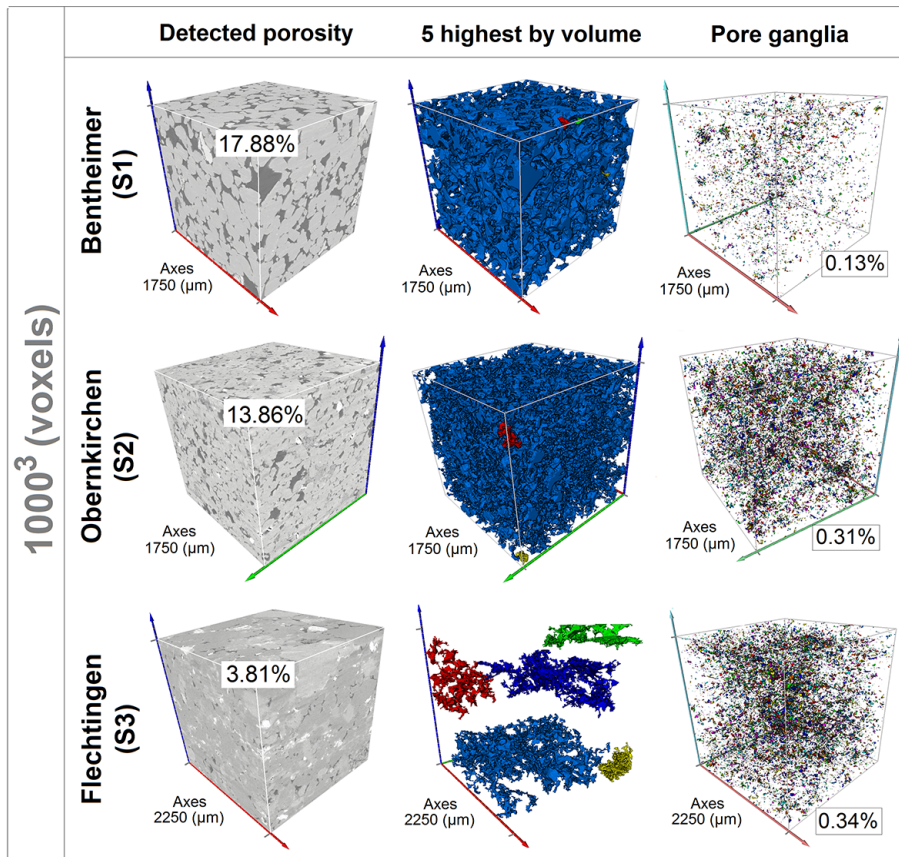 Detected porosity
5 highest by volume
Pore ganglia
1000³ (voxels)
Bentheimer
(S1)
17.88%
Axes
1750 (µm)
Axes
1750 (µm)
Axes
1750 (µm)
0.13%
Obernkirchen
(S2)
13.86%
Axes
1750 (µm)
Axes
1750 (µm)
Axes
1750 (µm)
0.31%
Flechtingen
(S3)
3.81%
Axes
2250 (µm)
Axes
2250 (µm)
Axes
2250 (µm)
0.34%